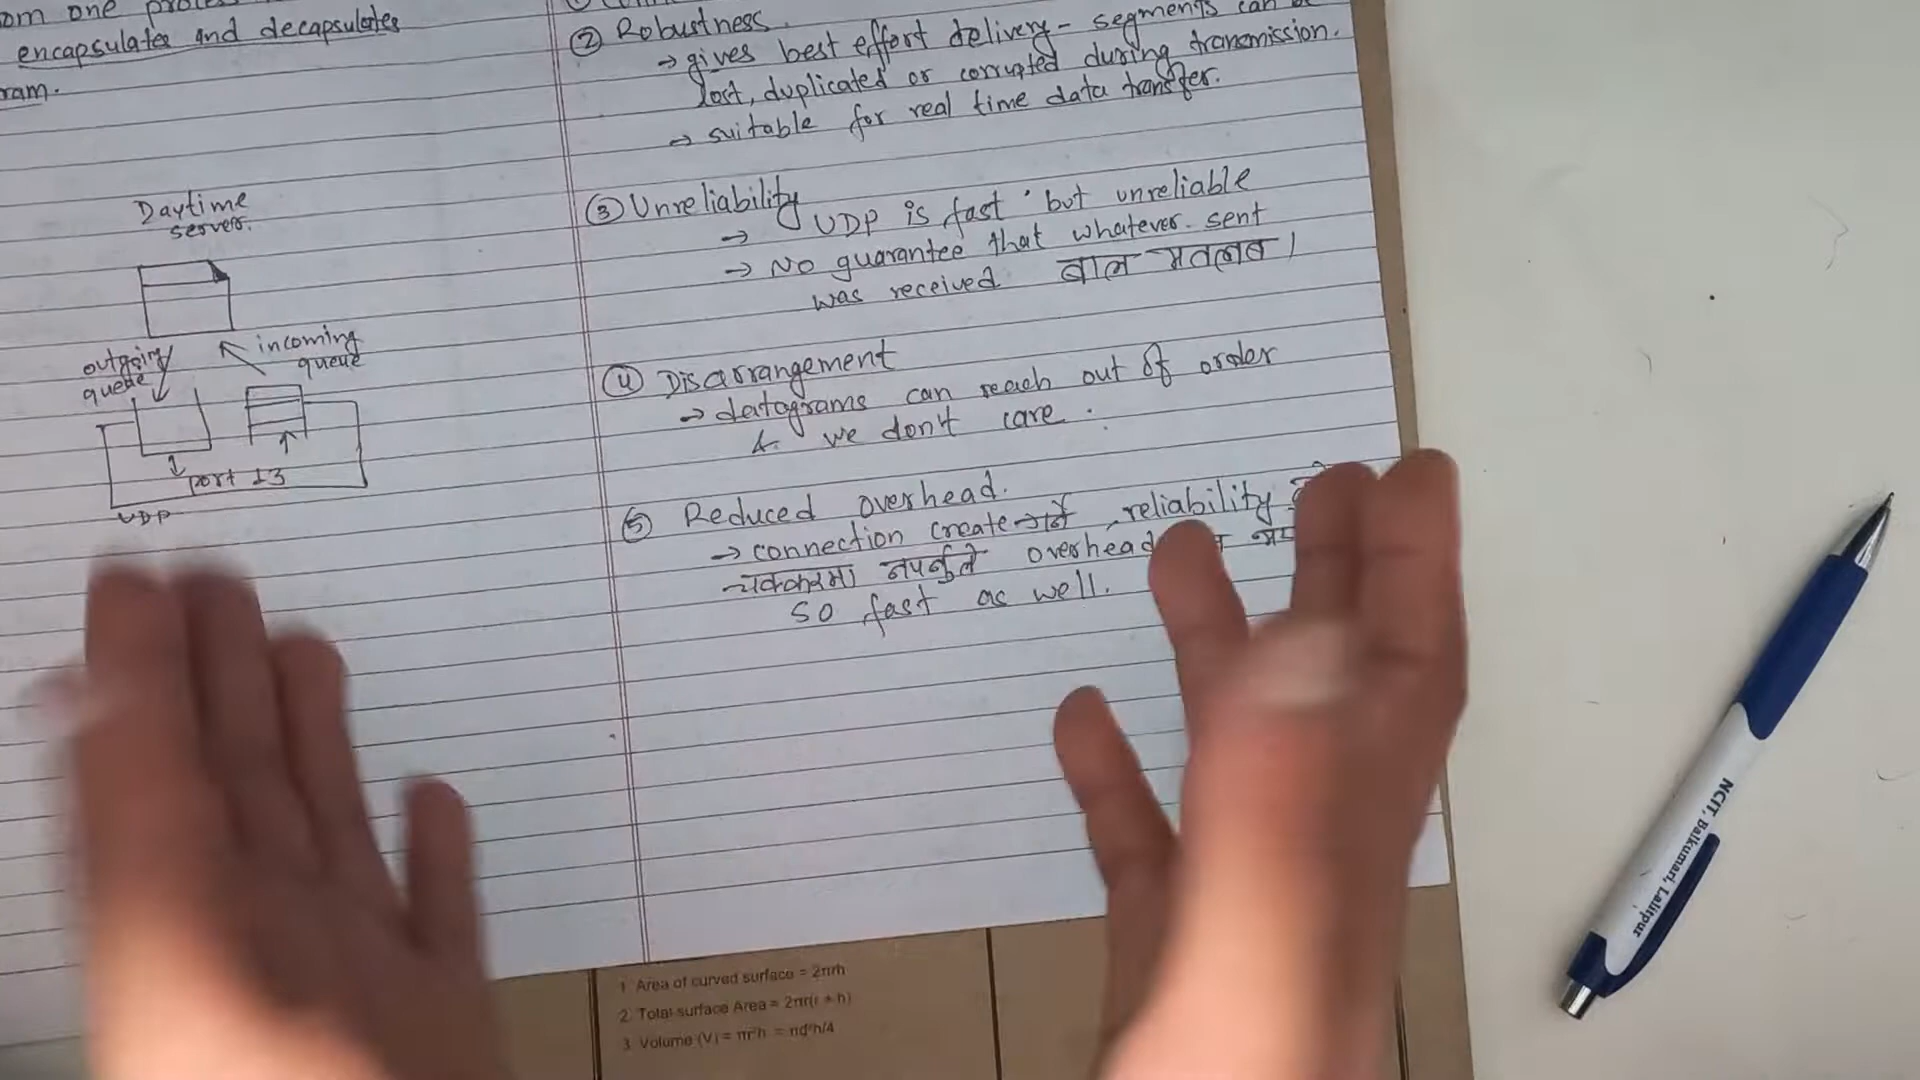 om one
encapsulates and decapsulates
ram.
Daytime
server.
outgoing
queue
incoming
queue
port 13
UDP
② Robustness
→ gives best effort delivery - segments can be
lost, duplicated or corrupted during transmission.
→ suitable for real time data transfer.
③ Unreliability
→ UDP is fast but unreliable
→ No guarantee that whatever sent
was received बाल मतलब।
④ Disarrangement
→ datagrams can reach out of order
& we don't care.
⑤ Reduced overhead.
→ connection create गर्ने, reliability
चक्करमा नपर्नुले overhead
so fast as well.
1. Area of curved surface = 2πrh
2. Total surface Area = 2πr(r + h)
3. Volume (V) = πr²h = πd²h/4
NCIT, Balkumari, Lalitpur